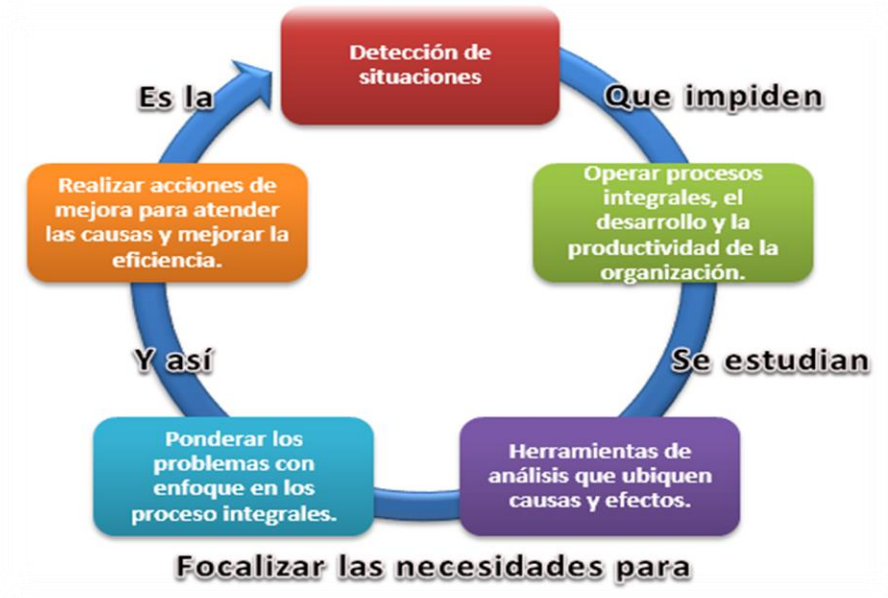 Detección de
situaciones
Que impiden
Operar procesos
integrales, el
desarrollo y la
productividad de la
organización.
Se estudian
Herramientas de
análisis que ubiquen
causas y efectos.
Focalizar las necesidades para
Ponderar los
problemas con
enfoque en los
proceso integrales.
Y así
Realizar acciones de
mejora para atender
las causas y mejorar la
eficiencia.
Es la